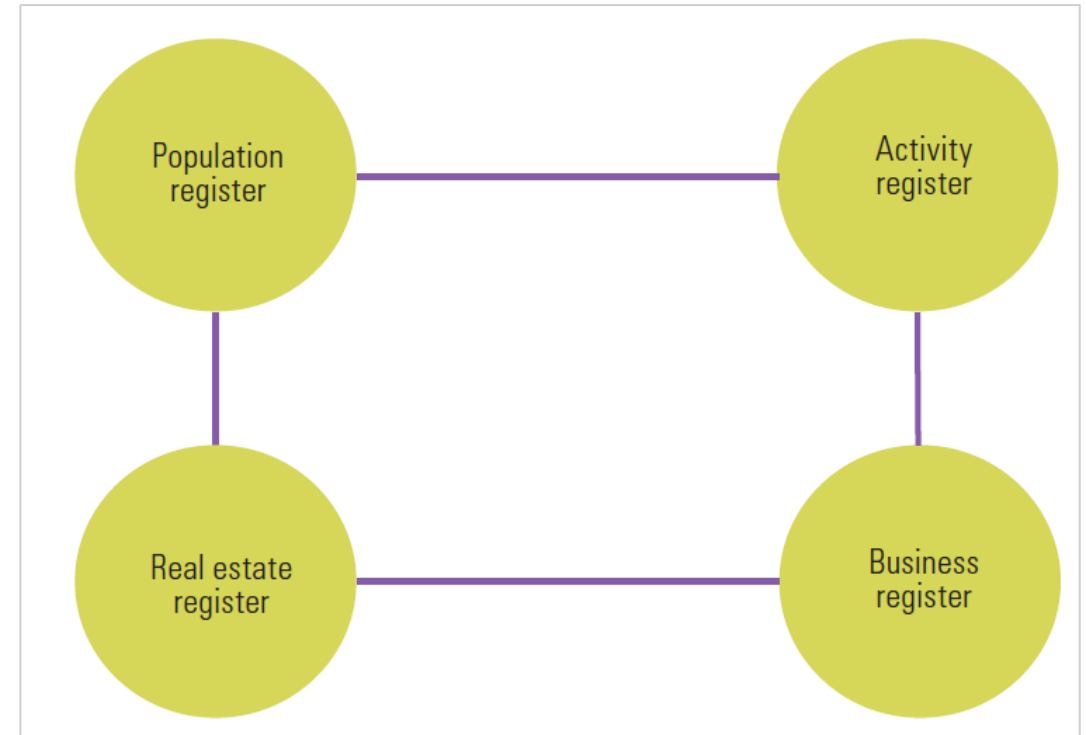 Population
register
Activity
register
Real estate
register
Business
register